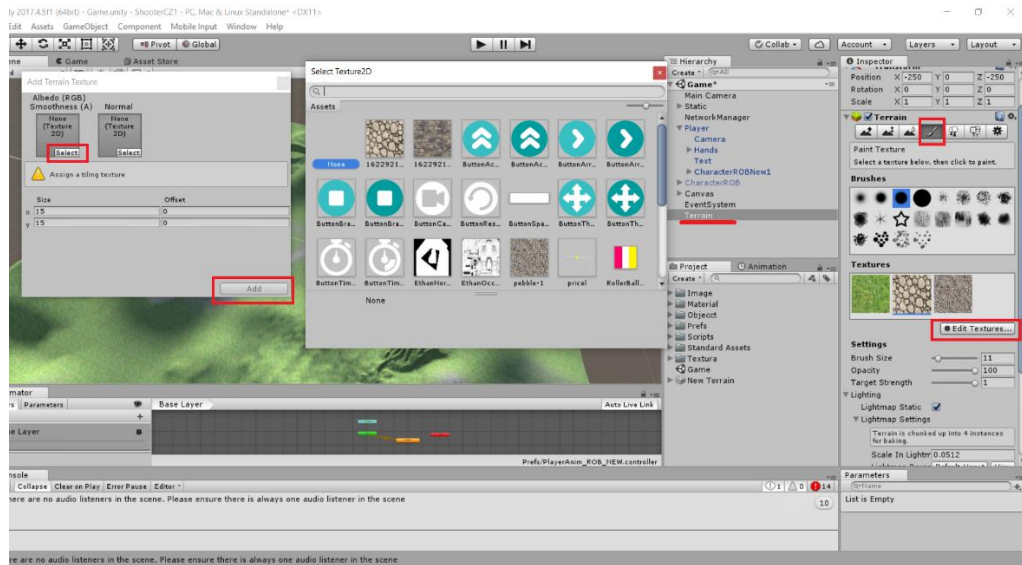 ty 2017.4.5f1 (64bit) - Game.unity - ShooterCZ1 - PC, Mac & Linux Standalone* <DX11>
Edit Assets GameObject Component Mobile Input Window Help
Pivot Global
Collab
Account
Layers
Layout
Game
Asset Store
Add Terrain Texture
Albedo (RGB)
Smoothness (A) Normal
None
(Texture
2D)
None
(Texture
2D)
Select
Select
Assign a tiling texture
Size Offset
x 15 0
y 15 0
Add
Select Texture2D
Assets
None 1622921.. 1622921.. ButtonAc.. ButtonAc.. ButtonArr.. ButtonArr..
ButtonBra.. ButtonBra.. ButtonCa.. ButtonRes.. ButtonSpa.. ButtonTh.. ButtonTh..
ButtonTim.. ButtonTim.. EthanNor.. EthanOcc.. pebble-1 pricel RollerBall..
None
Hierarchy
Create All
Game*
Main Camera
Static
NetworkManager
Player
Camera
Hands
Text
CharacterROBNew1
CharacterROB
Canvas
EventSystem
Terrain
Project Animation
Create
Image
Material
Objecct
Prefs
Scripts
Standard Assets
Textura
Game
New Terrain
Inspector
Position X -250 Y 0 Z -250
Rotation X 0 Y 0 Z 0
Scale X 1 Y 1 Z 1
Terrain
Paint Texture
Select a texture below, then click to paint.
Brushes
Textures
Edit Textures...
Settings
Brush Size 11
Opacity 100
Target Strength 1
Lighting
Lightmap Static
Lightmap Settings
Terrain is chunked up into 4 instances
for baking.
Scale In Lightm 0.0512
mator
Parameters
Base Layer
Auto Live Link
se Layer
Prefs/PlayerAnim_ROB_NEW.controller
nsole
Collapse Clear on Play Error Pause Editor
1 0 14
here are no audio listeners in the scene. Please ensure there is always one audio listener in the scene
10
Parameters
Name
List is Empty
re are no audio listeners in the scene. Please ensure there is always one audio listener in the scene